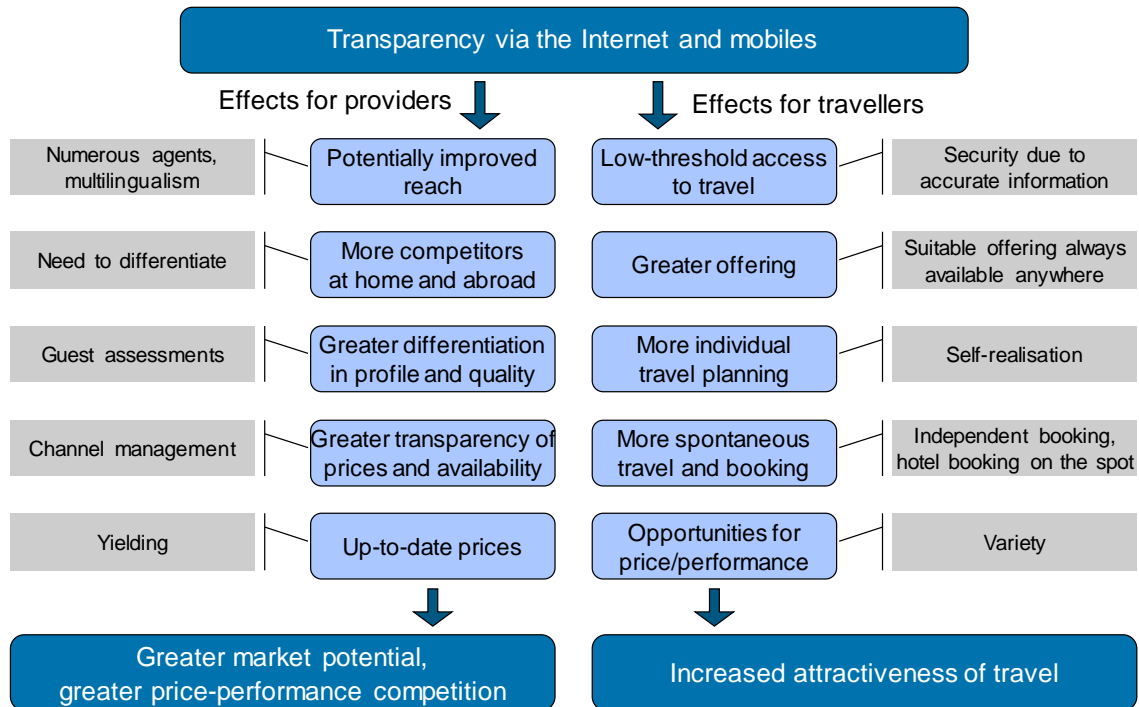 Transparency via the Internet and mobiles
Effects for providers
Effects for travellers
Numerous agents,
multilingualism
Potentially improved
reach
Low-threshold access
to travel
Security due to
accurate information
Need to differentiate
More competitors
at home and abroad
Greater offering
Suitable offering always
available anywhere
Guest assessments
Greater differentiation
in profile and quality
More individual
travel planning
Self-realisation
Channel management
Greater transparency of
prices and availability
More spontaneous
travel and booking
Independent booking,
hotel booking on the spot
Yielding
Up-to-date prices
Opportunities for
price/performance
Variety
Greater market potential,
greater price-performance competition
Increased attractiveness of travel